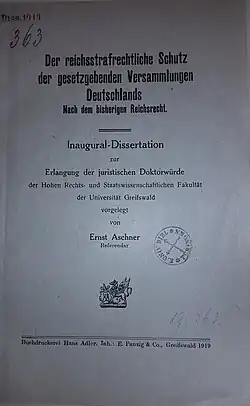 Diss. 1919
363
Der reichsstrafrechtliche Schutz
der gesetzgebenden Versammlungen
Deutschlands
Nach dem bisherigen Reichsrecht.
Inaugural-Dissertation
zur
Erlangung der juristischen Doktorwürde
der Hohen Rechts- und Staatswissenschaftlichen Fakultät
der Universität Greifswald
vorgelegt
von
Ernst Aschner
Referendar
Buchdruckerei Hans Adler, Inh.: E. Panzig & Co., Greifswald 1919